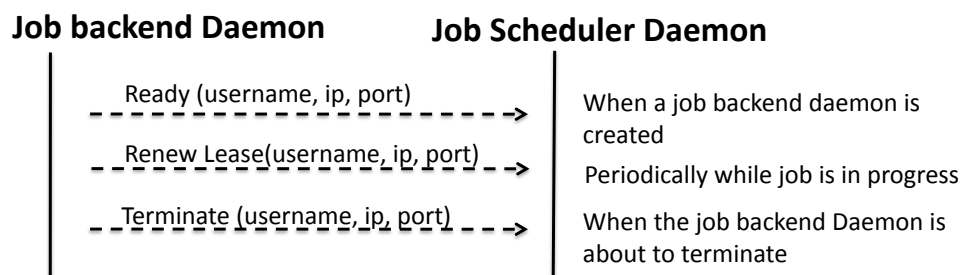 Job backend Daemon
Job Scheduler Daemon
Ready (username, ip, port)
When a job backend daemon is
created
Renew Lease(username, ip, port)
Periodically while job is in progress
Terminate (username, ip, port)
When the job backend Daemon is
about to terminate